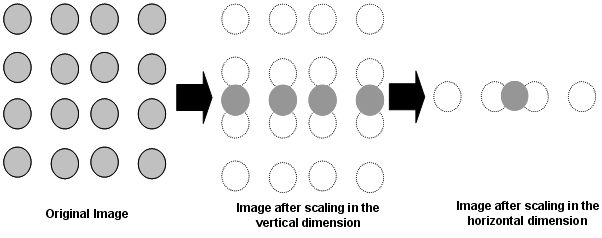 Original Image
Image after scaling in the
vertical dimension
Image after scaling in the
horizontal dimension